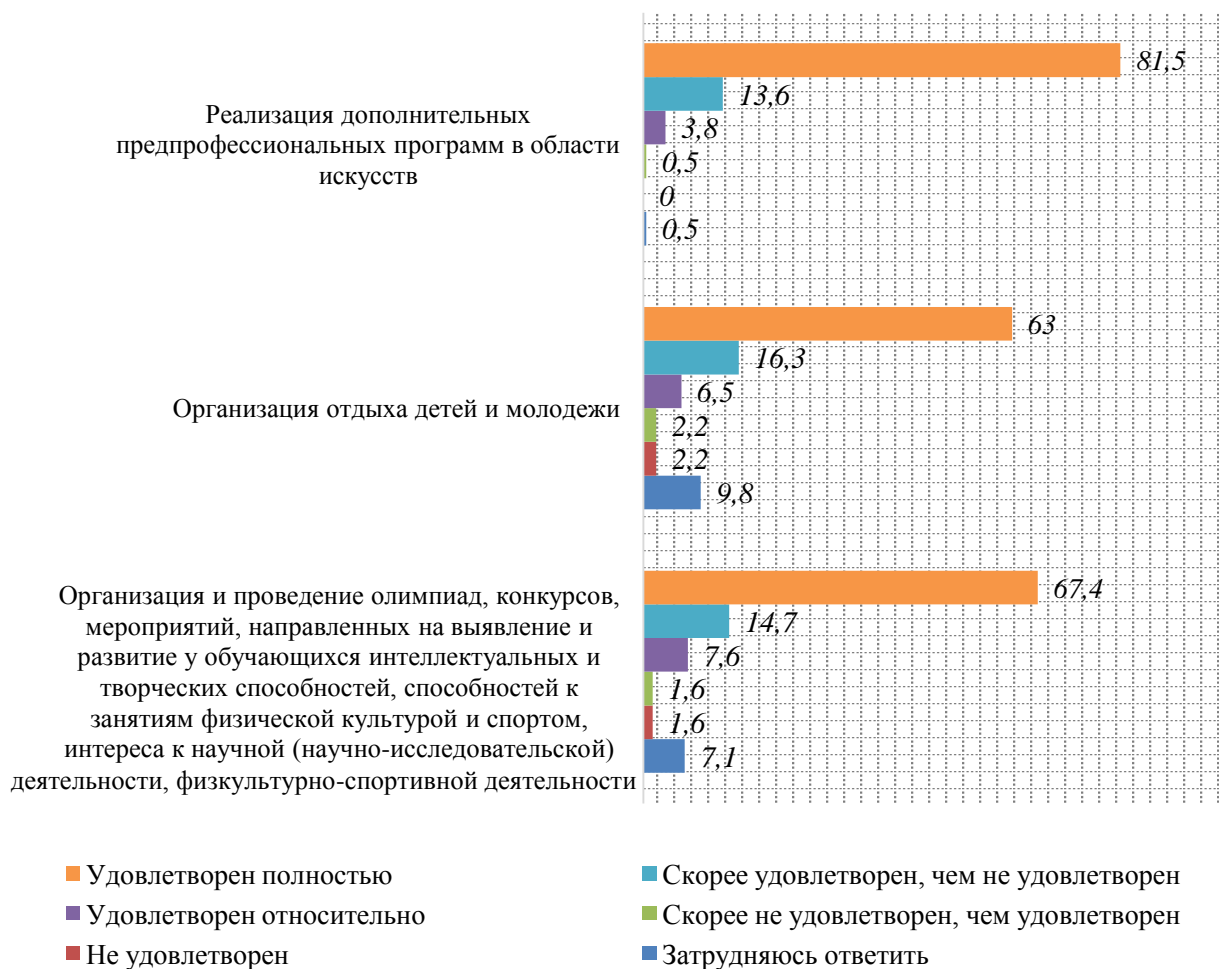 Реализация дополнительных
предпрофессиональных программ в области
искусств
81,5
13,6
3,8
0,5
0
0,5
Организация отдыха детей и молодежи
63
16,3
6,5
2,2
2,2
9,8
Организация и проведение олимпиад, конкурсов,
мероприятий, направленных на выявление и
развитие у обучающихся интеллектуальных и
творческих способностей, способностей к
занятиям физической культурой и спортом,
интереса к научной (научно-исследовательской)
деятельности, физкультурно-спортивной деятельности
67,4
14,7
7,6
1,6
1,6
7,1
Удовлетворен полностью
Скорее удовлетворен, чем не удовлетворен
Удовлетворен относительно
Скорее не удовлетворен, чем удовлетворен
Не удовлетворен
Затрудняюсь ответить